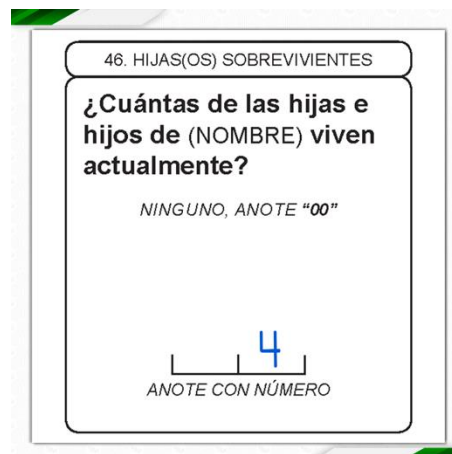 46. HIJAS(OS) SOBREVIVIENTES
¿Cuántas de las hijas e
hijos de (NOMBRE) viven
actualmente?
NINGUNO, ANOTE “00”
4
ANOTE CON NÚMERO